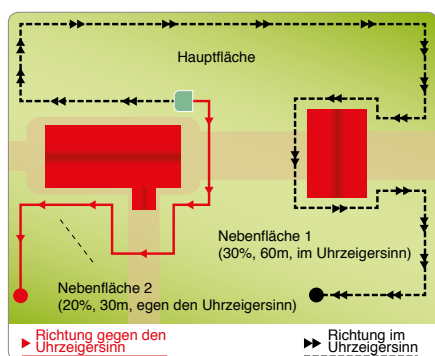 Hauptfläche
Nebenfläche 1
(30%, 60m, im Uhrzeigersinn)
Nebenfläche 2
(20%, 30m, egen den Uhrzeigersinn)
Richtung gegen den
Uhrzeigersinn
Richtung im
Uhrzeigersinn